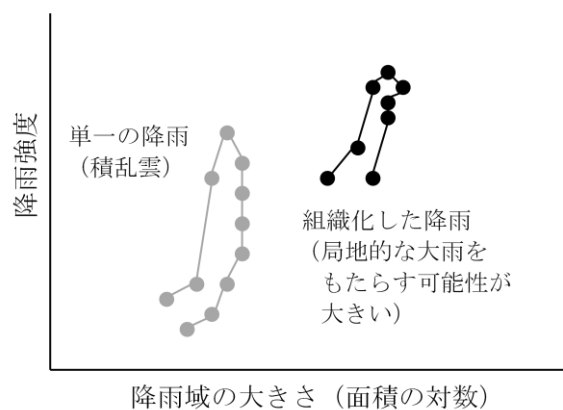 降雨強度
単一の降雨
（積乱雲）
組織化した降雨
（局地的な大雨を
もたらす可能性が
大きい）
降雨域の大きさ（面積の対数）